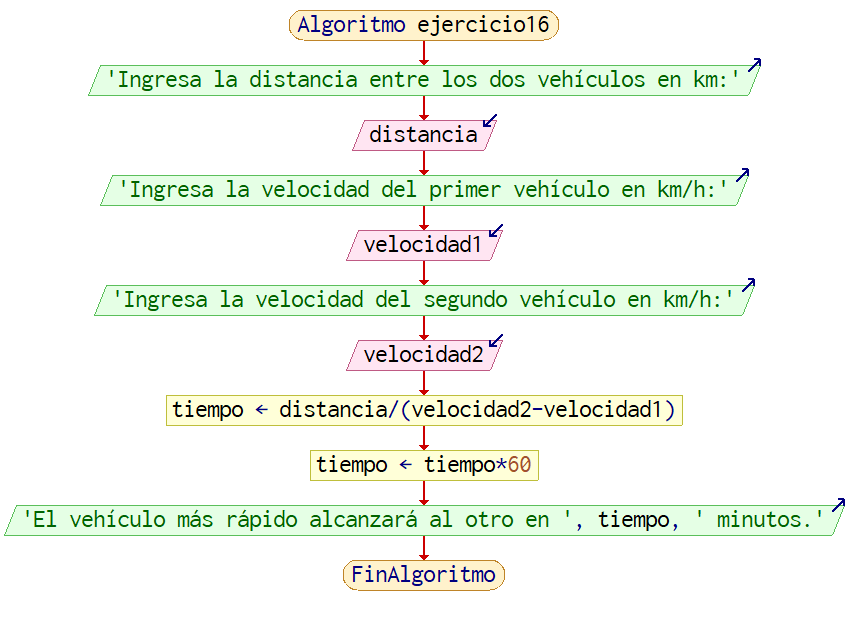 Algoritmo ejercicio16
'Ingresa la distancia entre los dos vehículos en km:'
distancia
'Ingresa la velocidad del primer vehículo en km/h:'
velocidad1
'Ingresa la velocidad del segundo vehículo en km/h:'
velocidad2
tiempo ← distancia/(velocidad2-velocidad1)
tiempo ← tiempo*60
'El vehículo más rápido alcanzará al otro en ', tiempo, ' minutos.'
FinAlgoritmo